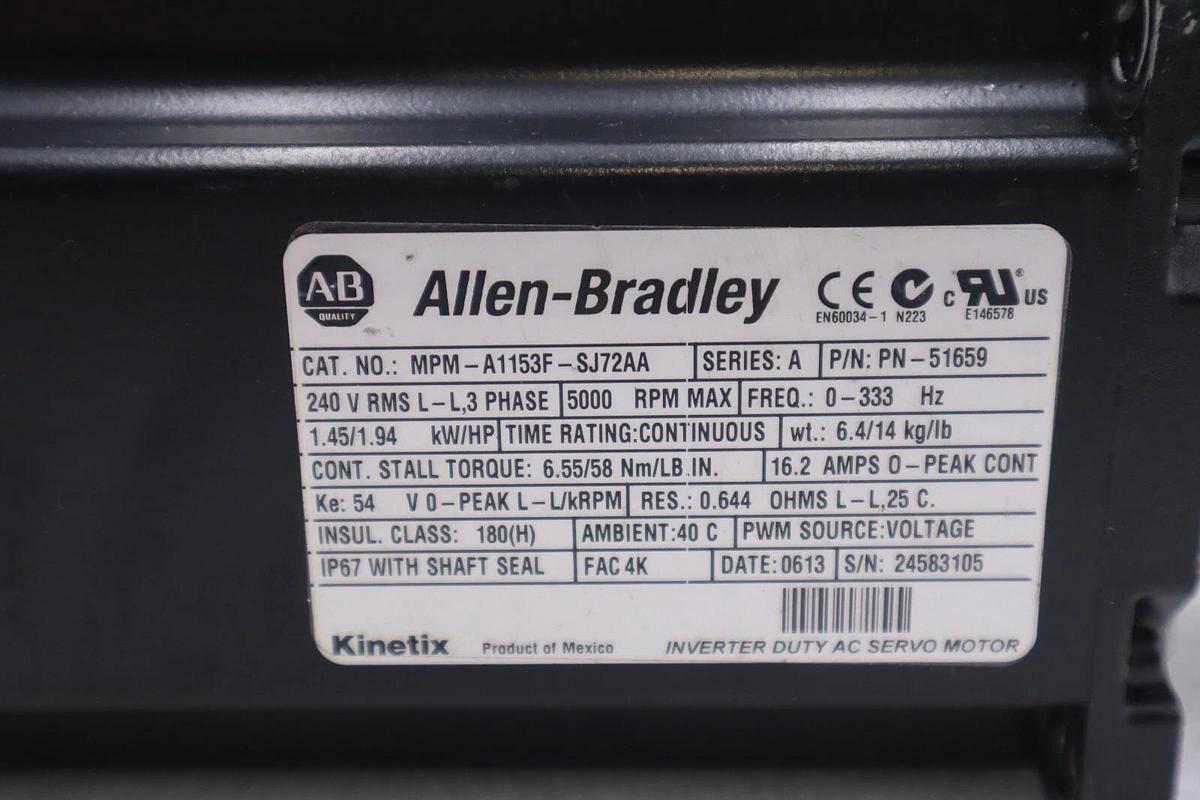 A-B QUALITY Allen-Bradley CE EN60034-1 N223 c RU ® US E146578
CAT. NO.: MPM-A1153F-SJ72AA SERIES: A P/N: PN-51659
240 V RMS L-L,3 PHASE 5000 RPM MAX FREQ.: 0-333 Hz
1.45/1.94 kW/HP TIME RATING:CONTINUOUS wt.: 6.4/14 kg/lb
CONT. STALL TORQUE: 6.55/58 Nm/LB.IN. 16.2 AMPS 0-PEAK CONT
Ke: 54 V 0-PEAK L-L/kRPM RES.: 0.644 OHMS L-L,25 C.
INSUL. CLASS: 180(H) AMBIENT:40 C PWM SOURCE:VOLTAGE
IP67 WITH SHAFT SEAL FAC 4K DATE:0613 S/N: 24583105
Kinetix Product of Mexico INVERTER DUTY AC SERVO MOTOR